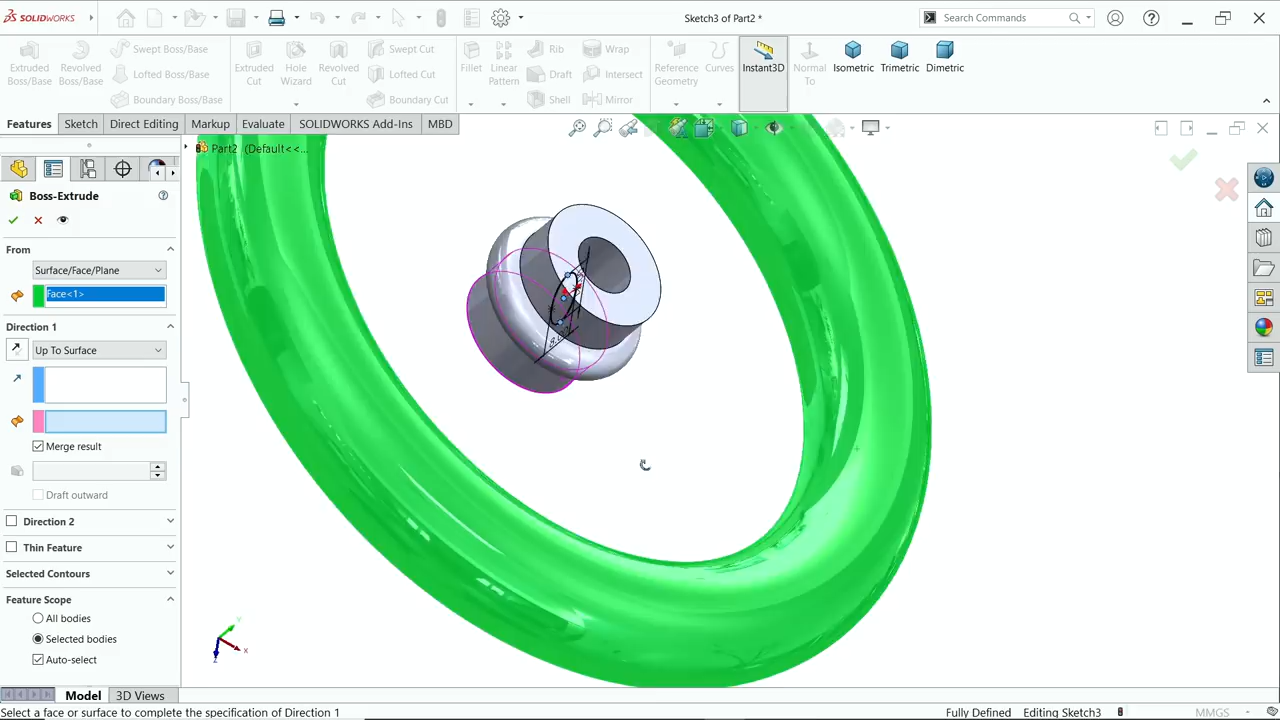 SOLIDWORKS
Sketch3 of Part2 *
Search Commands
Extruded Boss/Base
Revolved Boss/Base
Swept Boss/Base
Lofted Boss/Base
Boundary Boss/Base
Extruded Cut
Hole Wizard
Revolved Cut
Swept Cut
Lofted Cut
Boundary Cut
Fillet
Linear Pattern
Rib
Draft
Shell
Wrap
Intersect
Mirror
Reference Geometry
Curves
Instant3D
Normal To
Isometric
Trimetric
Dimetric
Features
Sketch
Direct Editing
Markup
Evaluate
SOLIDWORKS Add-Ins
MBD
Part2 (Default<<...
Boss-Extrude
From
Surface/Face/Plane
Face<1>
Direction 1
Up To Surface
Merge result
Draft outward
Direction 2
Thin Feature
Selected Contours
Feature Scope
All bodies
Selected bodies
Auto-select
Y
X
Z
Model
3D Views
Select a face or surface to complete the specification of Direction 1
Fully Defined
Editing Sketch3
MMGS